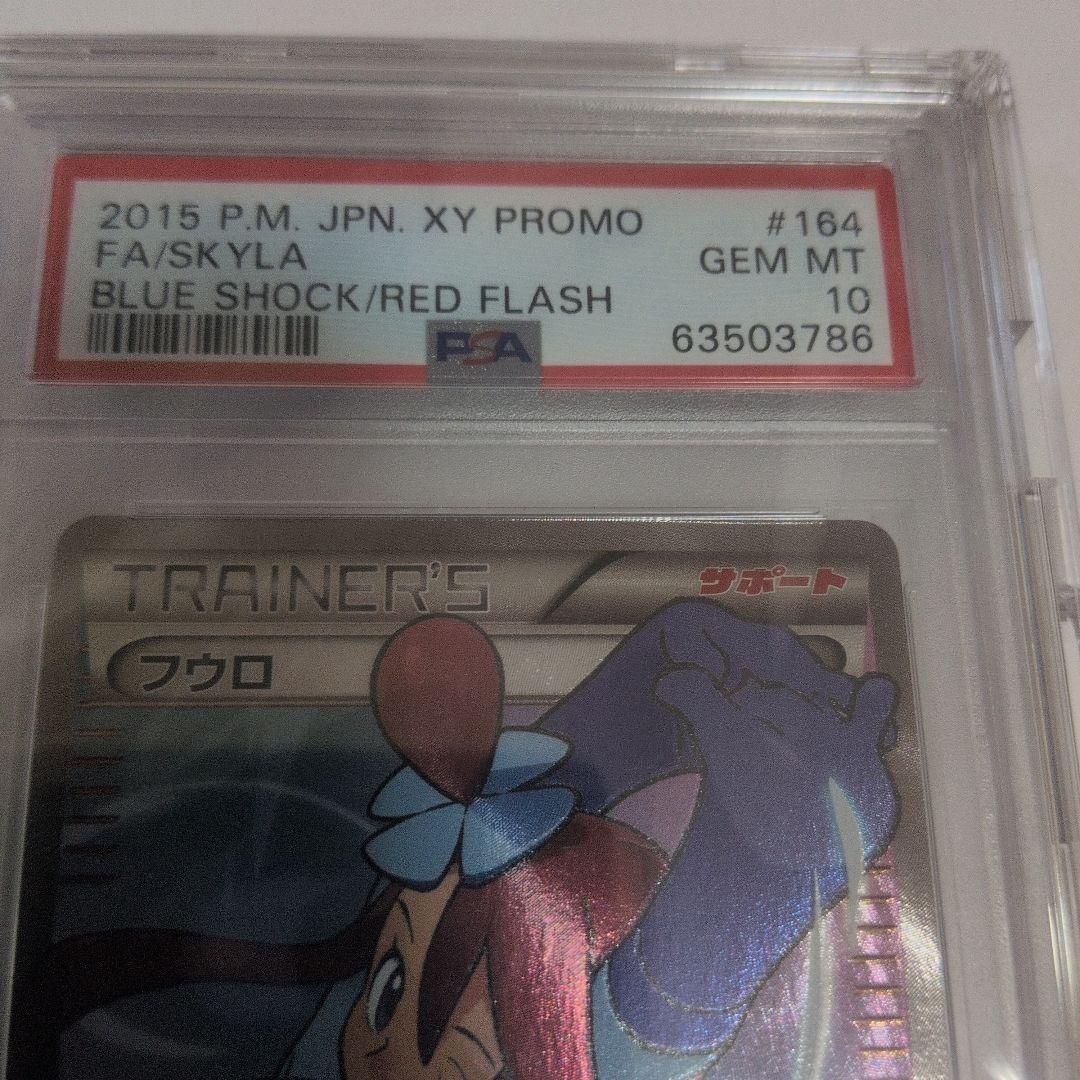 2015 P.M. JPN. XY PROMO #164
FA/SKYLA GEM MT
BLUE SHOCK/RED FLASH 10
PSA 63503786
TRAINER'S サポート
フウロ